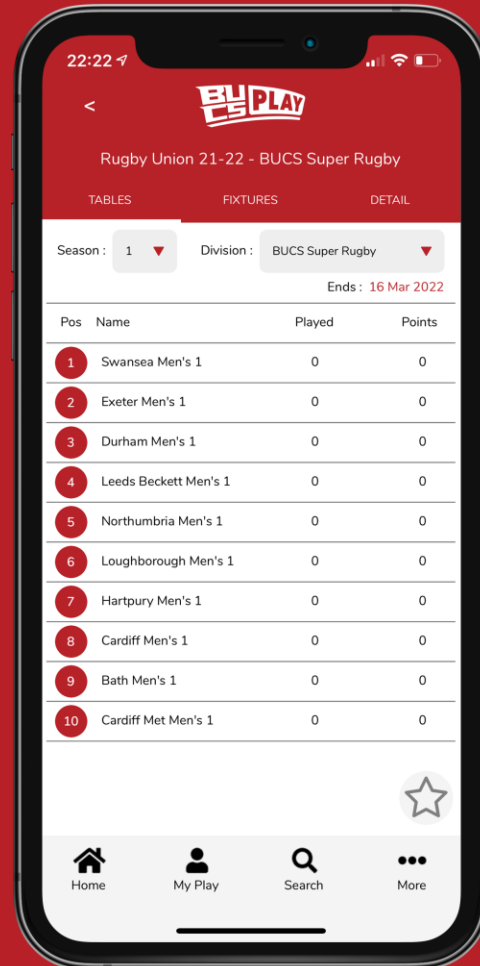 22:22
<
BUCS PLAY
Rugby Union 21-22 - BUCS Super Rugby
TABLES FIXTURES DETAIL
Season : 1 Division : BUCS Super Rugby
Ends : 16 Mar 2022
Pos Name Played Points
1 Swansea Men's 1 0 0
2 Exeter Men's 1 0 0
3 Durham Men's 1 0 0
4 Leeds Beckett Men's 1 0 0
5 Northumbria Men's 1 0 0
6 Loughborough Men's 1 0 0
7 Hartpury Men's 1 0 0
8 Cardiff Men's 1 0 0
9 Bath Men's 1 0 0
10 Cardiff Met Men's 1 0 0
Home My Play Search More